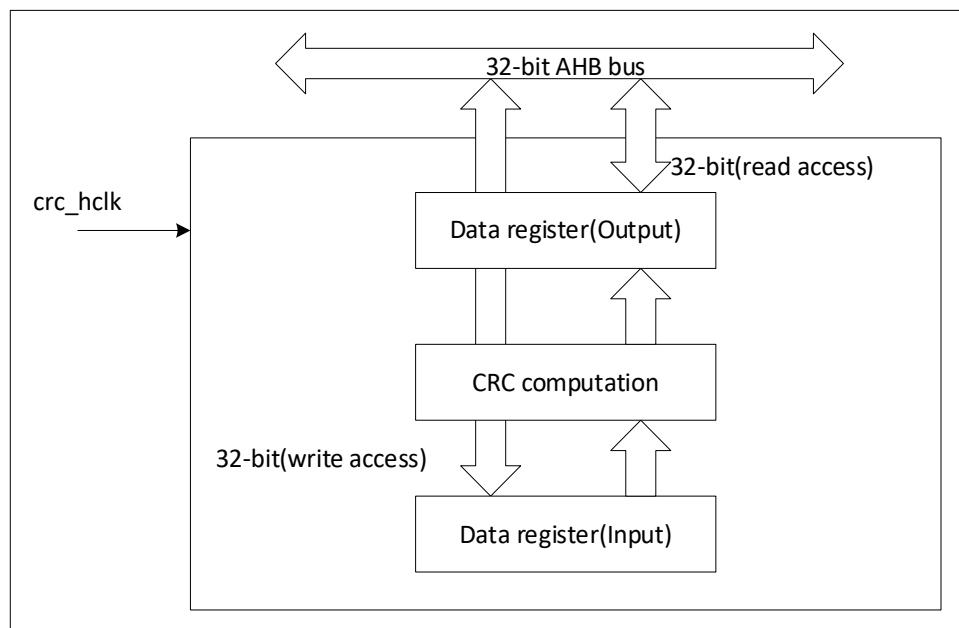 32-bit AHB bus
32-bit(read access)
crc_hclk
Data register(Output)
CRC computation
32-bit(write access)
Data register(Input)